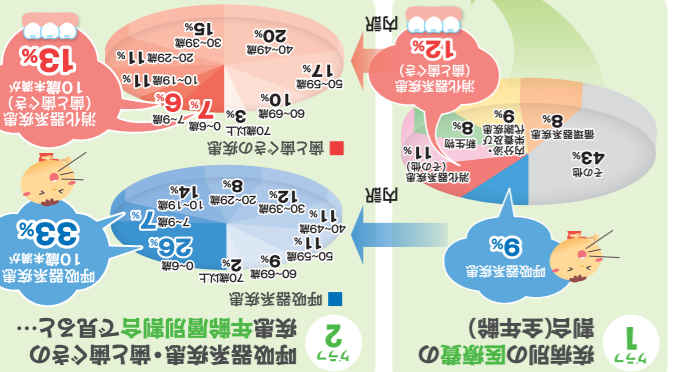 グラフ
1
疾病別の医療費の
割合（全年齢）
呼吸器系疾患
9%
その他
43%
循環器系疾患
8%
内分泌・
栄養及び
代謝疾患
9%
新生物
8%
消化器系疾患
（その他）
11%
消化器系疾患
（歯と歯ぐき）
12%
内訳
内訳
グラフ
2
呼吸器系疾患・歯と歯ぐきの
疾患年齢階層別割合で見ると…
呼吸器系疾患
70歳以上
2%
60~69歳
9%
50~59歳
11%
40~49歳
11%
30~39歳
12%
20~29歳
8%
10~19歳
14%
7~9歳
7%
0~6歳
26%
呼吸器系疾患
10歳未満が
33%
歯と歯ぐきの疾患
70歳以上
3%
60~69歳
10%
50~59歳
17%
40~49歳
20%
30~39歳
15%
20~29歳11%
10~19歳11%
7~9歳
6%
0~6歳
7%
消化器系疾患
（歯と歯ぐき）
10歳未満が
13%